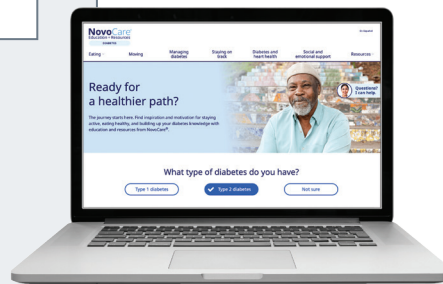 NovoCare®
Education + Resources
DIABETES
Eating
Moving
Managing
diabetes
Staying on
track
Diabetes and
heart health
Social and
emotional support
Resources
Ready for
a healthier path?
Questions?
I can help.
The journey starts here. Find inspiration and motivation for staying
active, eating healthy, and building up your diabetes knowledge with
education and resources from NovoCare®.
What type of diabetes do you have?
Type 1 diabetes
Type 2 diabetes
Not sure